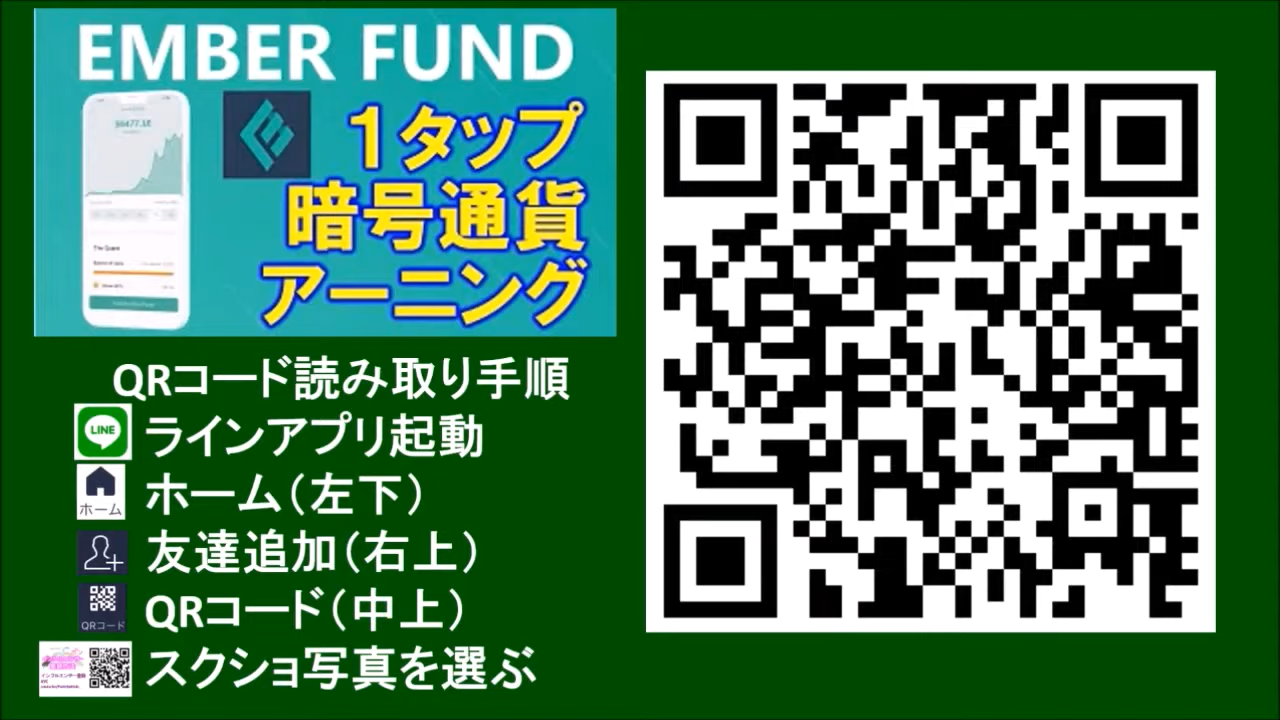 EMBER FUND
1タップ
暗号通貨
アーニング
QRコード読み取り手順
LINE
ラインアプリ起動
ホーム
ホーム(左下)
友達追加(右上)
QRコード
QRコード(中上)
スクショ写真を選ぶ